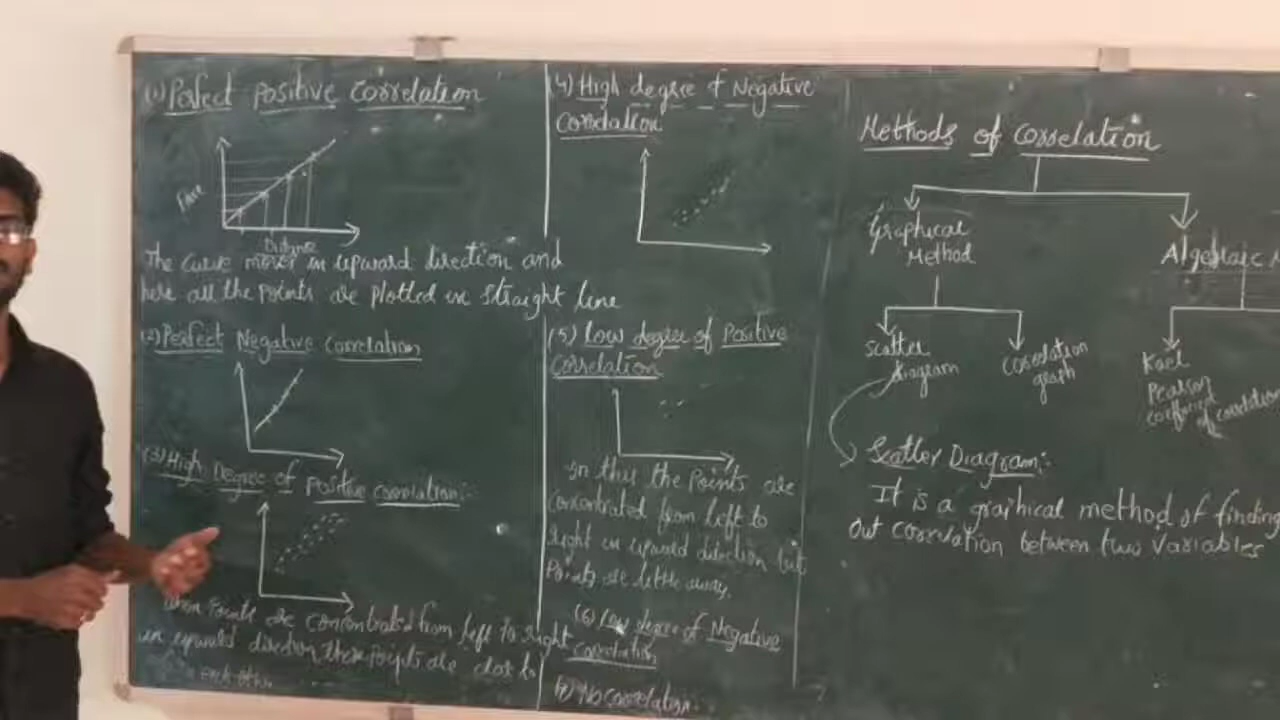 (1) Perfect Positive Correlation
Price
Distance
The curve moves in upward direction and
here all the points are plotted in straight line
(2) Perfect Negative Correlation
(3) High Degree of Positive Correlation:-
When Points are concentrated from left to right
in upward direction, these points are close to
each other
(4) High degree of Negative
Correlation
(5) Low degree of Positive
Correlation
In this the Points are
concentrated from left to
right in upward direction but
Points are little away.
(6) Low degree of Negative
correlation
(7) No Correlation:-
Methods of Correlation
Graphical
Method
Algebraic M
Scatter
Diagram
Correlation
graph
Karl
Pearson
coefficient
of correlation
Scatter Diagram:-
It is a graphical method of finding
out correlation between two variables